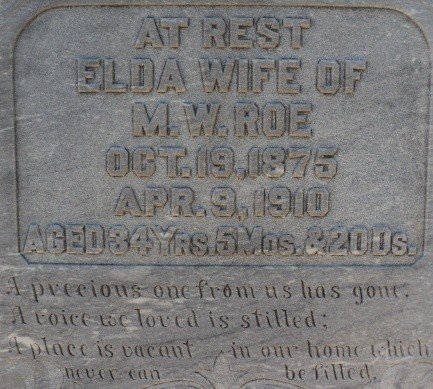 AT REST
ELDA WIFE OF
M.W. ROE
OCT. 19, 1875
APR. 9, 1910
AGED 34 YRS. 5 MOS. & 20 DS.
A precious one from us has gone,
A voice we loved is stilled;
A place is vacant in our home which
never can be filled.